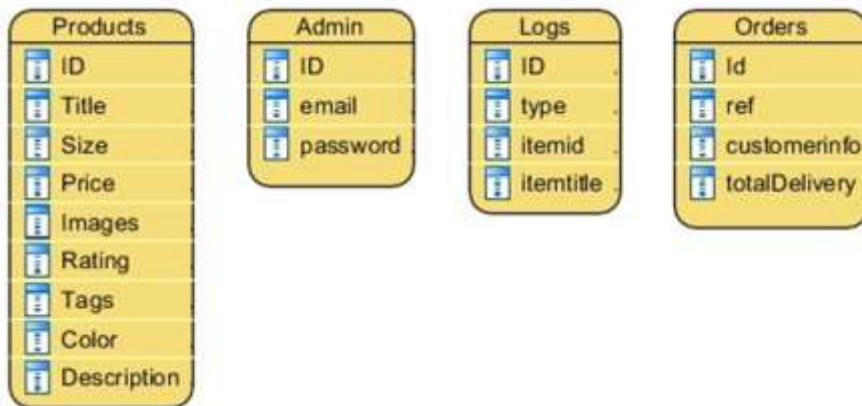 Products
ID
Title
Size
Price
Images
Rating
Tags
Color
Description
Admin
ID
email
password
Logs
ID
type
itemid
itemtitle
Orders
Id
ref
customerinfo
totalDelivery